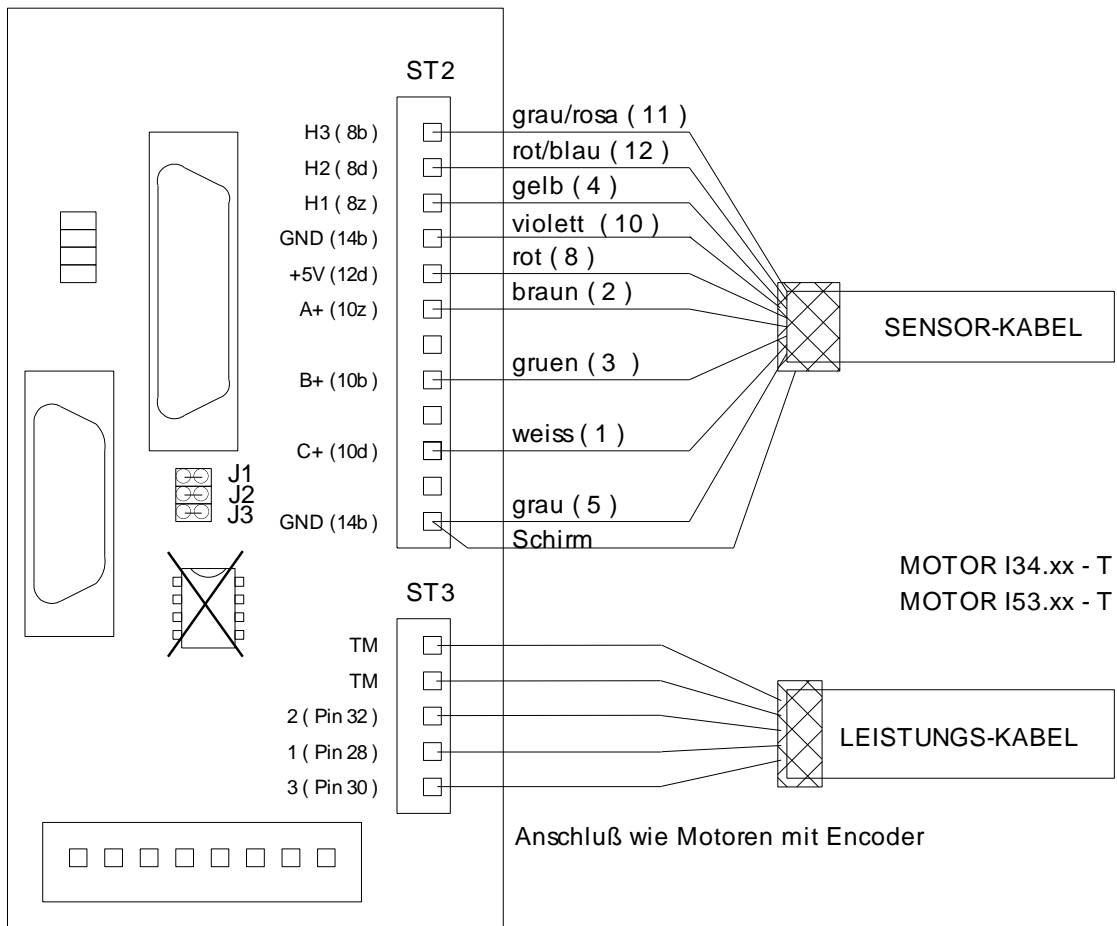 ST2
H3 ( 8b ) grau/rosa ( 11 )
H2 ( 8d ) rot/blau ( 12 )
H1 ( 8z ) gelb ( 4 )
GND (14b) violett ( 10 )
+5V (12d) rot ( 8 )
A+ (10z) braun ( 2 )
SENSOR-KABEL
B+ (10b) gruen ( 3 )
C+ (10d) weiss ( 1 )
J1
J2
J3
GND (14b) grau ( 5 )
Schirm
MOTOR I34.xx - T
MOTOR I53.xx - T
ST3
TM
TM
2 ( Pin 32 )
1 ( Pin 28 )
3 ( Pin 30 )
LEISTUNGS-KABEL
Anschluß wie Motoren mit Encoder